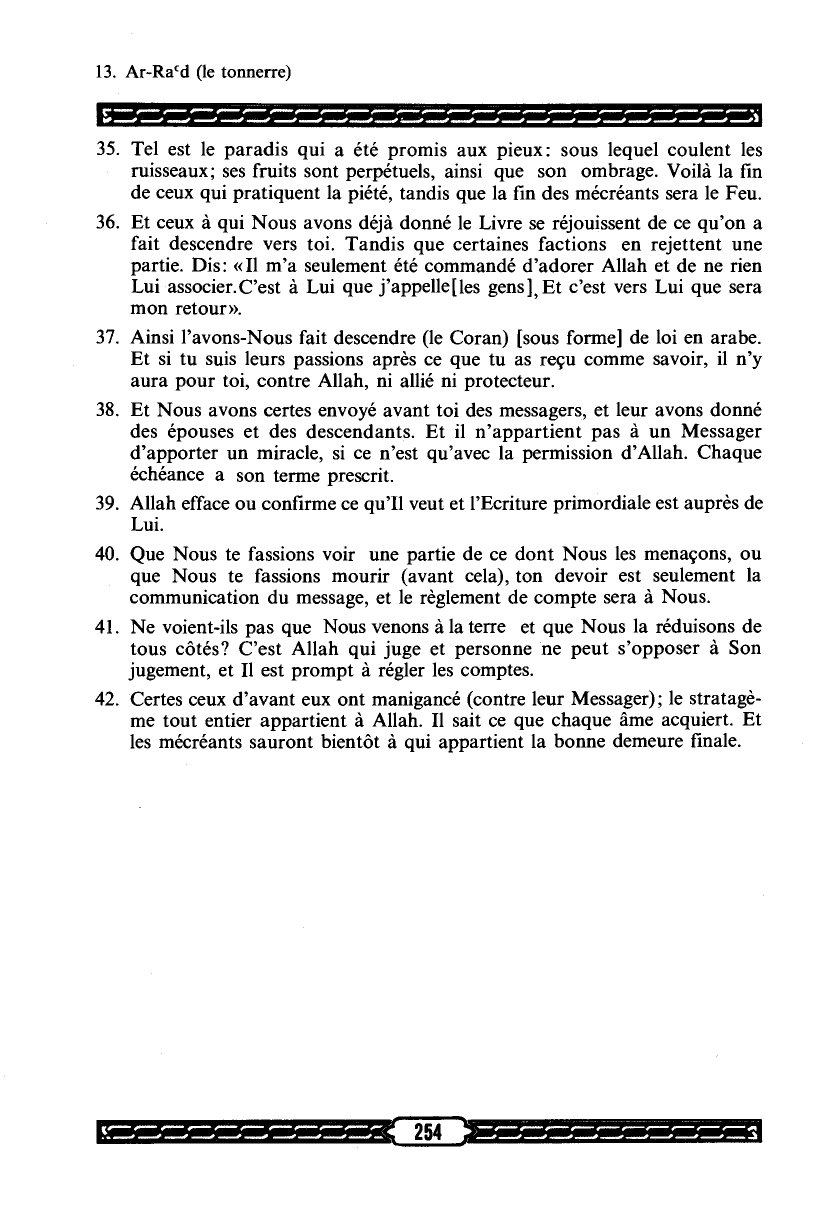 13. Ar-Raᶜd (le tonnerre)
35. Tel est le paradis qui a été promis aux pieux: sous lequel coulent les
ruisseaux; ses fruits sont perpétuels, ainsi que son ombrage. Voilà la fin
de ceux qui pratiquent la piété, tandis que la fin des mécréants sera le Feu.
36. Et ceux à qui Nous avons déjà donné le Livre se réjouissent de ce qu'on a
fait descendre vers toi. Tandis que certaines factions en rejettent une
partie. Dis: «Il m'a seulement été commandé d'adorer Allah et de ne rien
Lui associer.C'est à Lui que j'appelle[les gens], Et c'est vers Lui que sera
mon retour».
37. Ainsi l'avons-Nous fait descendre (le Coran) [sous forme] de loi en arabe.
Et si tu suis leurs passions après ce que tu as reçu comme savoir, il n'y
aura pour toi, contre Allah, ni allié ni protecteur.
38. Et Nous avons certes envoyé avant toi des messagers, et leur avons donné
des épouses et des descendants. Et il n'appartient pas à un Messager
d'apporter un miracle, si ce n'est qu'avec la permission d'Allah. Chaque
échéance a son terme prescrit.
39. Allah efface ou confirme ce qu'Il veut et l'Ecriture primordiale est auprès de
Lui.
40. Que Nous te fassions voir une partie de ce dont Nous les menaçons, ou
que Nous te fassions mourir (avant cela), ton devoir est seulement la
communication du message, et le règlement de compte sera à Nous.
41. Ne voient-ils pas que Nous venons à la terre et que Nous la réduisons de
tous côtés? C'est Allah qui juge et personne ne peut s'opposer à Son
jugement, et Il est prompt à régler les comptes.
42. Certes ceux d'avant eux ont manigancé (contre leur Messager); le stratagè-
me tout entier appartient à Allah. Il sait ce que chaque âme acquiert. Et
les mécréants sauront bientôt à qui appartient la bonne demeure finale.
254